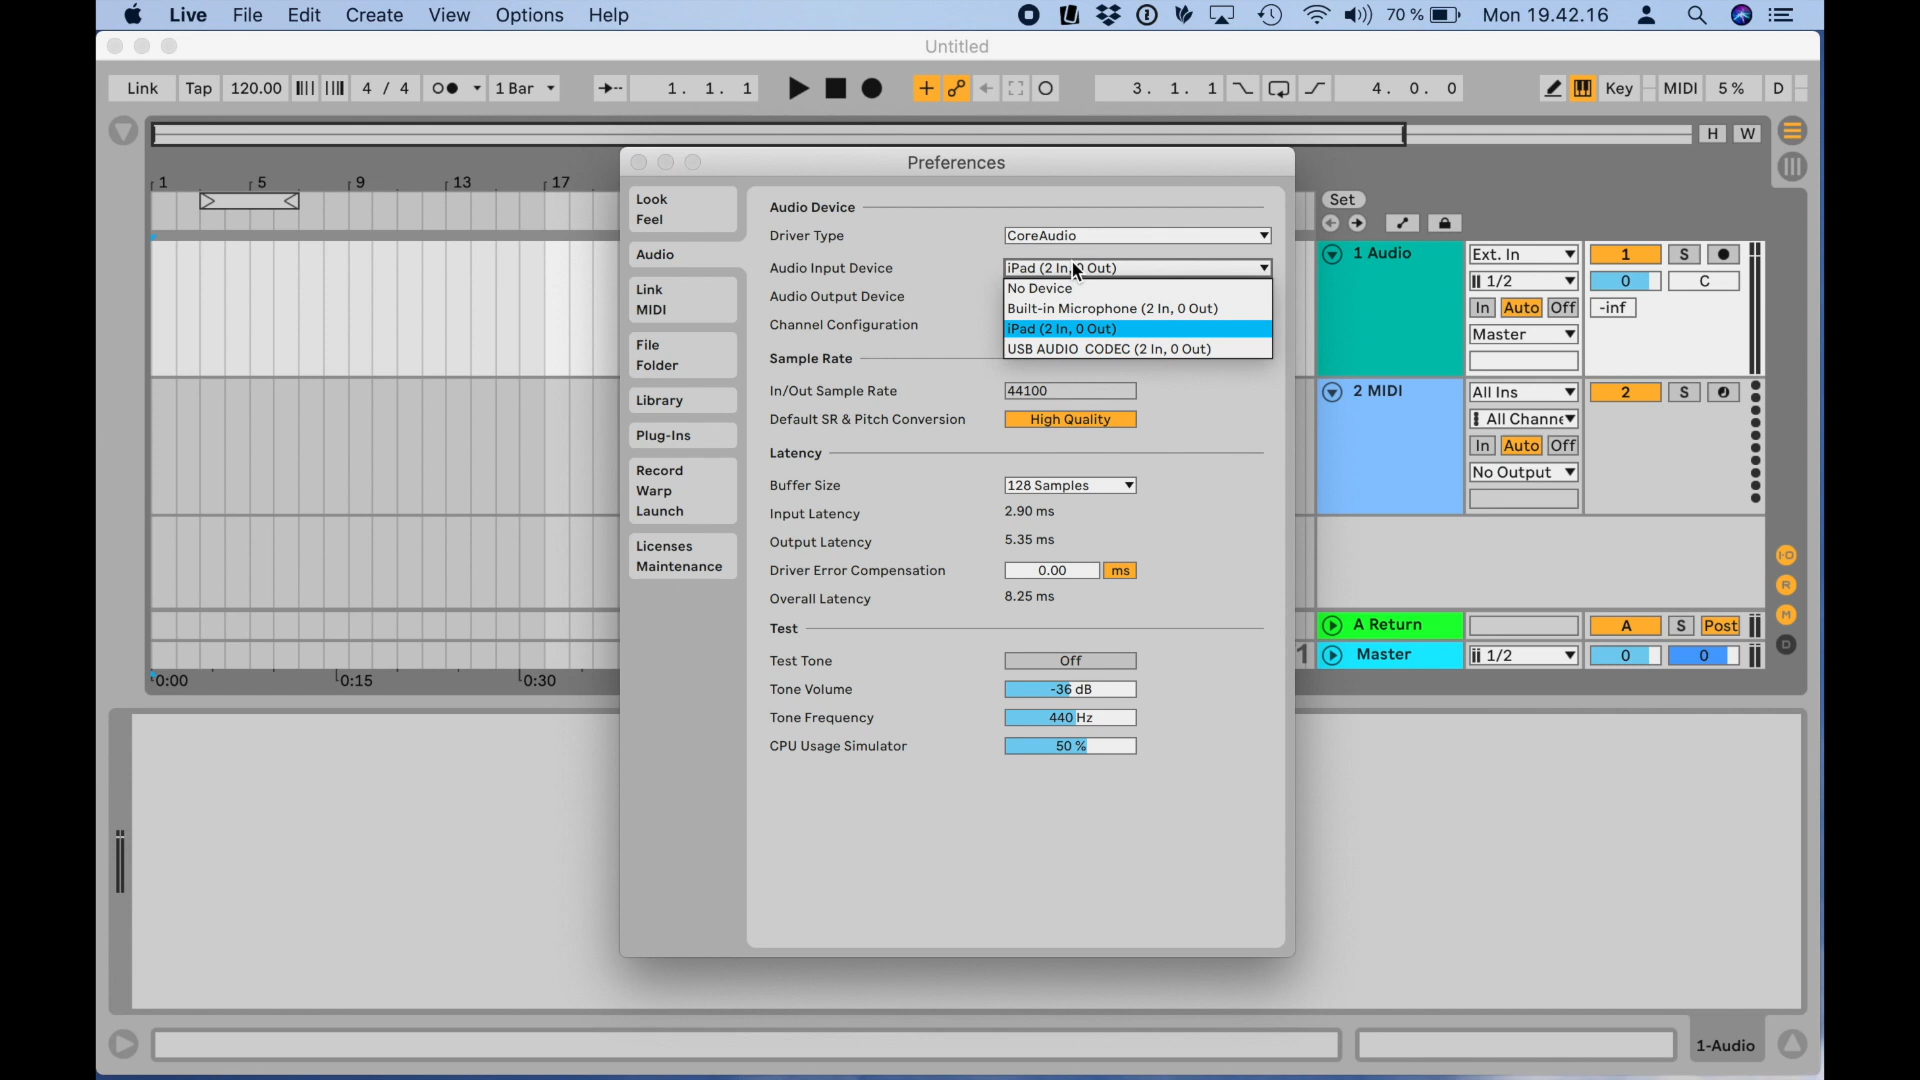 Live File Edit Create View Options Help 70 % Mon 19.42.16
Untitled
Link Tap 120.00 4 / 4 1 Bar 1. 1. 1 3. 1. 1 4. 0. 0 Key MIDI 5 % D
H W
Preferences
1 5 9 13 17
Set
Look
Feel
Audio
Link
MIDI
File
Folder
Library
Plug-Ins
Record
Warp
Launch
Licenses
Maintenance
Audio Device
Driver Type CoreAudio
Audio Input Device iPad (2 In, 0 Out)
No Device
Built-in Microphone (2 In, 0 Out)
iPad (2 In, 0 Out)
USB AUDIO CODEC (2 In, 0 Out)
Audio Output Device
Channel Configuration
Sample Rate
In/Out Sample Rate 44100
Default SR & Pitch Conversion High Quality
Latency
Buffer Size 128 Samples
Input Latency 2.90 ms
Output Latency 5.35 ms
Driver Error Compensation 0.00 ms
Overall Latency 8.25 ms
Test
Test Tone Off
Tone Volume -36 dB
Tone Frequency 440 Hz
CPU Usage Simulator 50 %
1 Audio Ext. In 1 S
1/2 0 C
In Auto Off -inf
Master
2 MIDI All Ins 2 S
All Channe
In Auto Off
No Output
I·O
R
M
D
A Return A S Post
1 Master 1/2 0 0
0:00 0:15 0:30
1-Audio